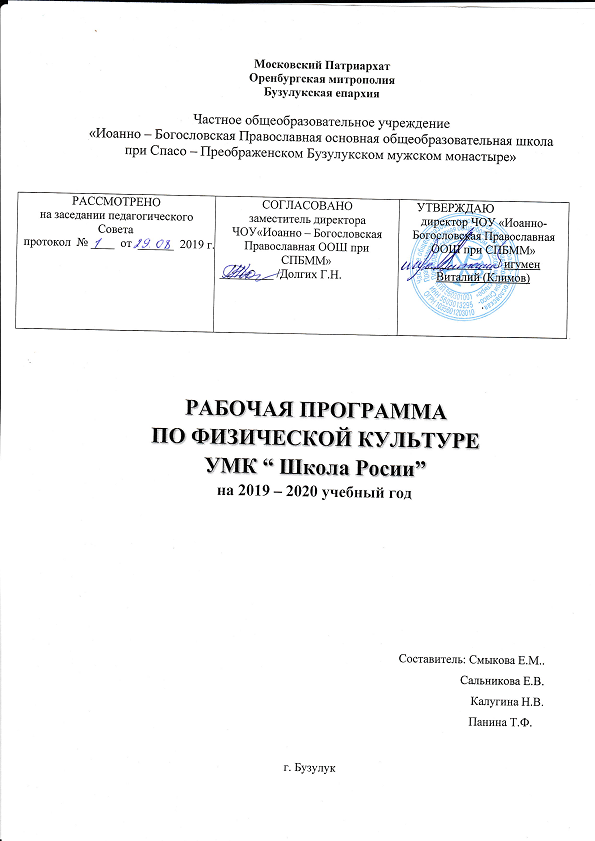 Московский Патриархат
Оренбургская митрополия
Бузулукская епархия
Частное общеобразовательное учреждение
«Иоанно – Богословская Православная основная общеобразовательная школа
при Спасо – Преображенском Бузулукском мужском монастыре»
РАССМОТРЕНО
на заседании педагогического
Совета
протокол № 1 от 29.08 2019 г.
СОГЛАСОВАНО
заместитель директора
ЧОУ«Иоанно – Богословская
Православная ООШ при
СПБММ»
/Долгих Г.Н.
УТВЕРЖДАЮ
директор ЧОУ «Иоанно-
Богословская Православная
ООШ при СПБММ»
игумен
Виталий (Климов)
РАБОЧАЯ ПРОГРАММА
ПО ФИЗИЧЕСКОЙ КУЛЬТУРЕ
УМК “ Школа Росии”
на 2019 – 2020 учебный год
Составитель: Смыкова Е.М..
Сальникова Е.В.
Калугина Н.В.
Панина Т.Ф.
г. Бузулук